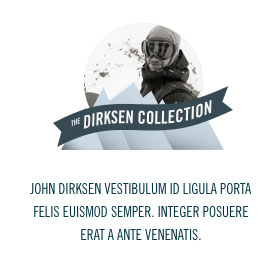 THE DIRKSEN COLLECTION
JOHN DIRKSEN VESTIBULUM ID LIGULA PORTA
FELIS EUISMOD SEMPER. INTEGER POSUERE
ERAT A ANTE VENENATIS.